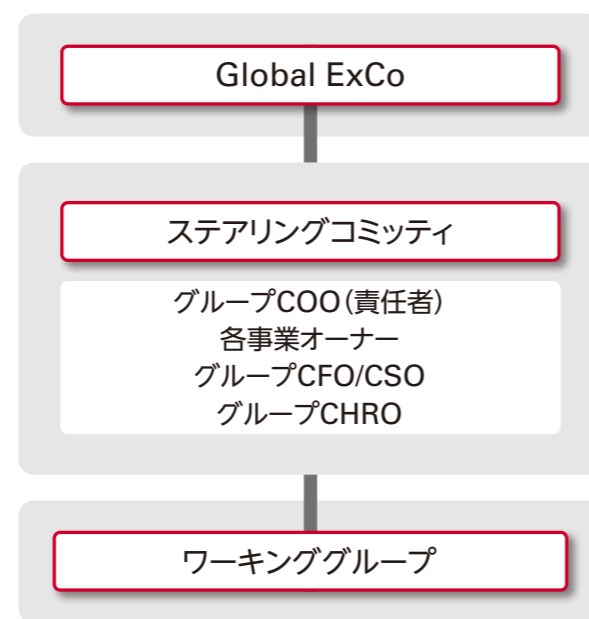 Global ExCo
ステアリングコミッティ
グループCOO（責任者）
各事業オーナー
グループCFO/CSO
グループCHRO
ワーキンググループ